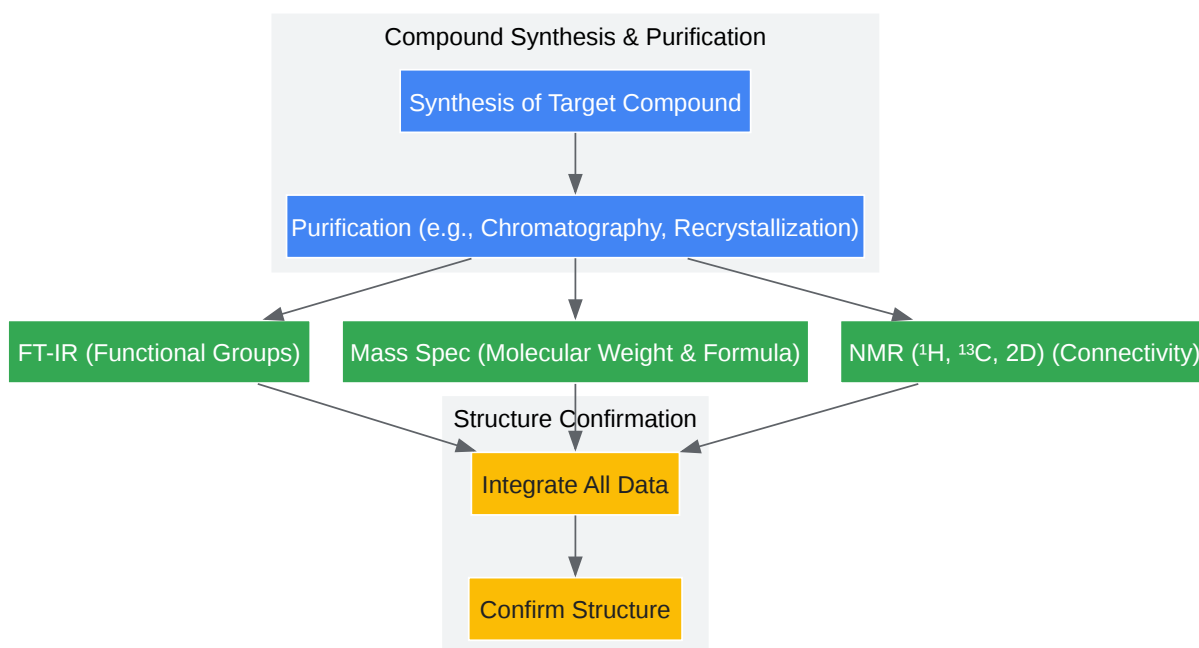 Compound Synthesis & Purification
Synthesis of Target Compound
Purification (e.g., Chromatography, Recrystallization)
FT-IR (Functional Groups)
Mass Spec (Molecular Weight & Formula)
NMR (¹H, ¹³C, 2D) (Connectivity)
Structure Confirmation
Integrate All Data
Confirm Structure